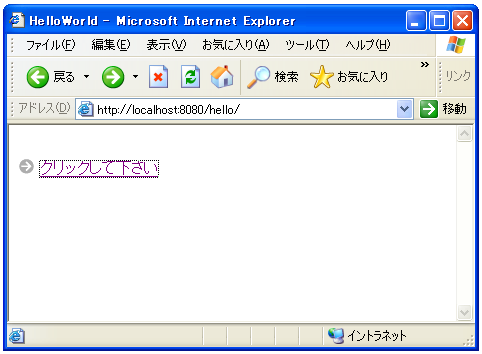 HelloWorld - Microsoft Internet Explorer
ファイル(F) 編集(E) 表示(V) お気に入り(A) ツール(T) ヘルプ(H)
戻る 検索 お気に入り » リンク
アドレス(D) http://localhost:8080/hello/ 移動
クリックして下さい
イントラネット